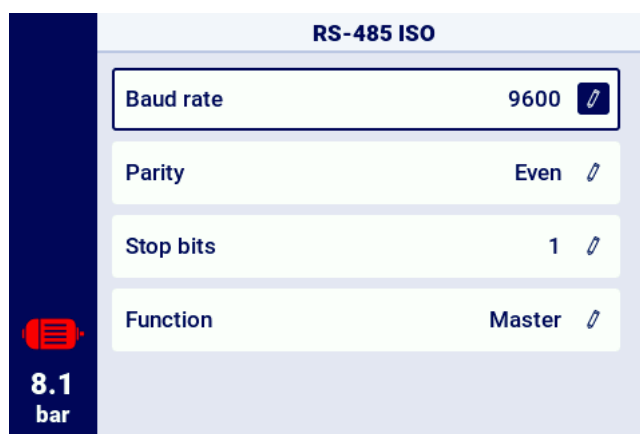 RS-485 ISO
Baud rate 9600
Parity Even
Stop bits 1
Function Master
8.1
bar